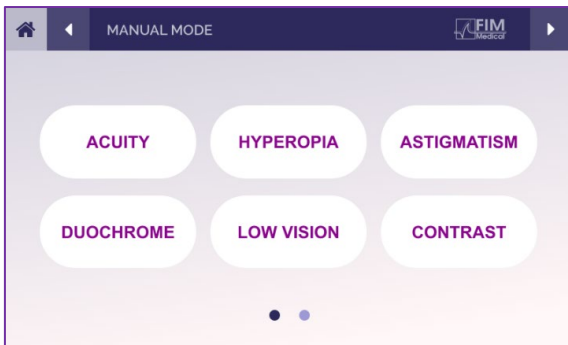 MANUAL MODE
FIM
Medical
ACUITY
HYPEROPIA
ASTIGMATISM
DUOCHROME
LOW VISION
CONTRAST